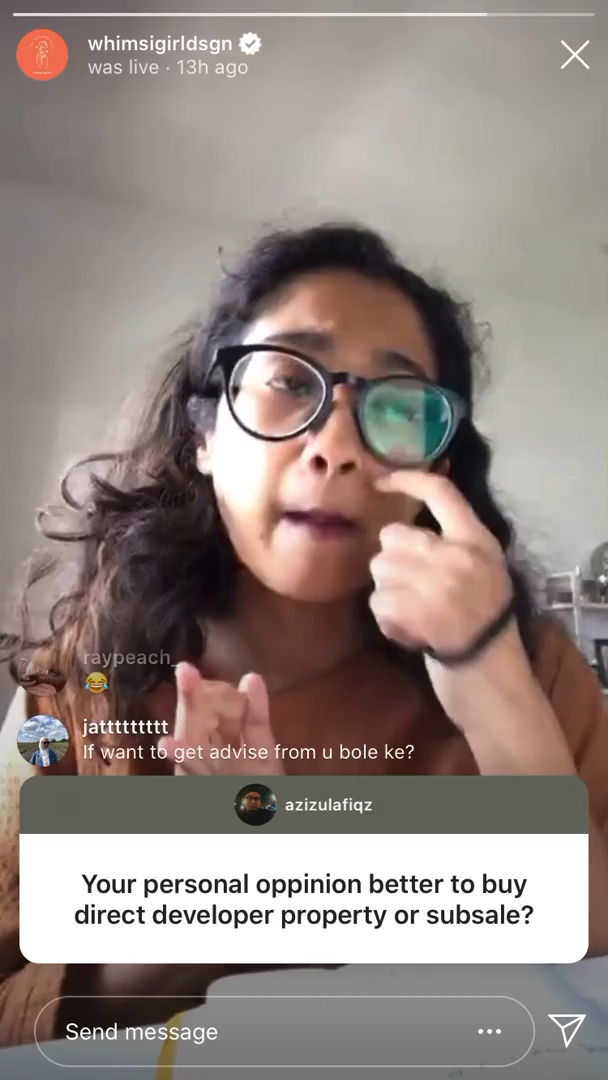 whimsigirldsgn
was live · 13h ago
raypeach_
😂
jattttttttt
If want to get advise from u bole ke?
azizulafiqz
Your personal oppinion better to buy
direct developer property or subsale?
Send message